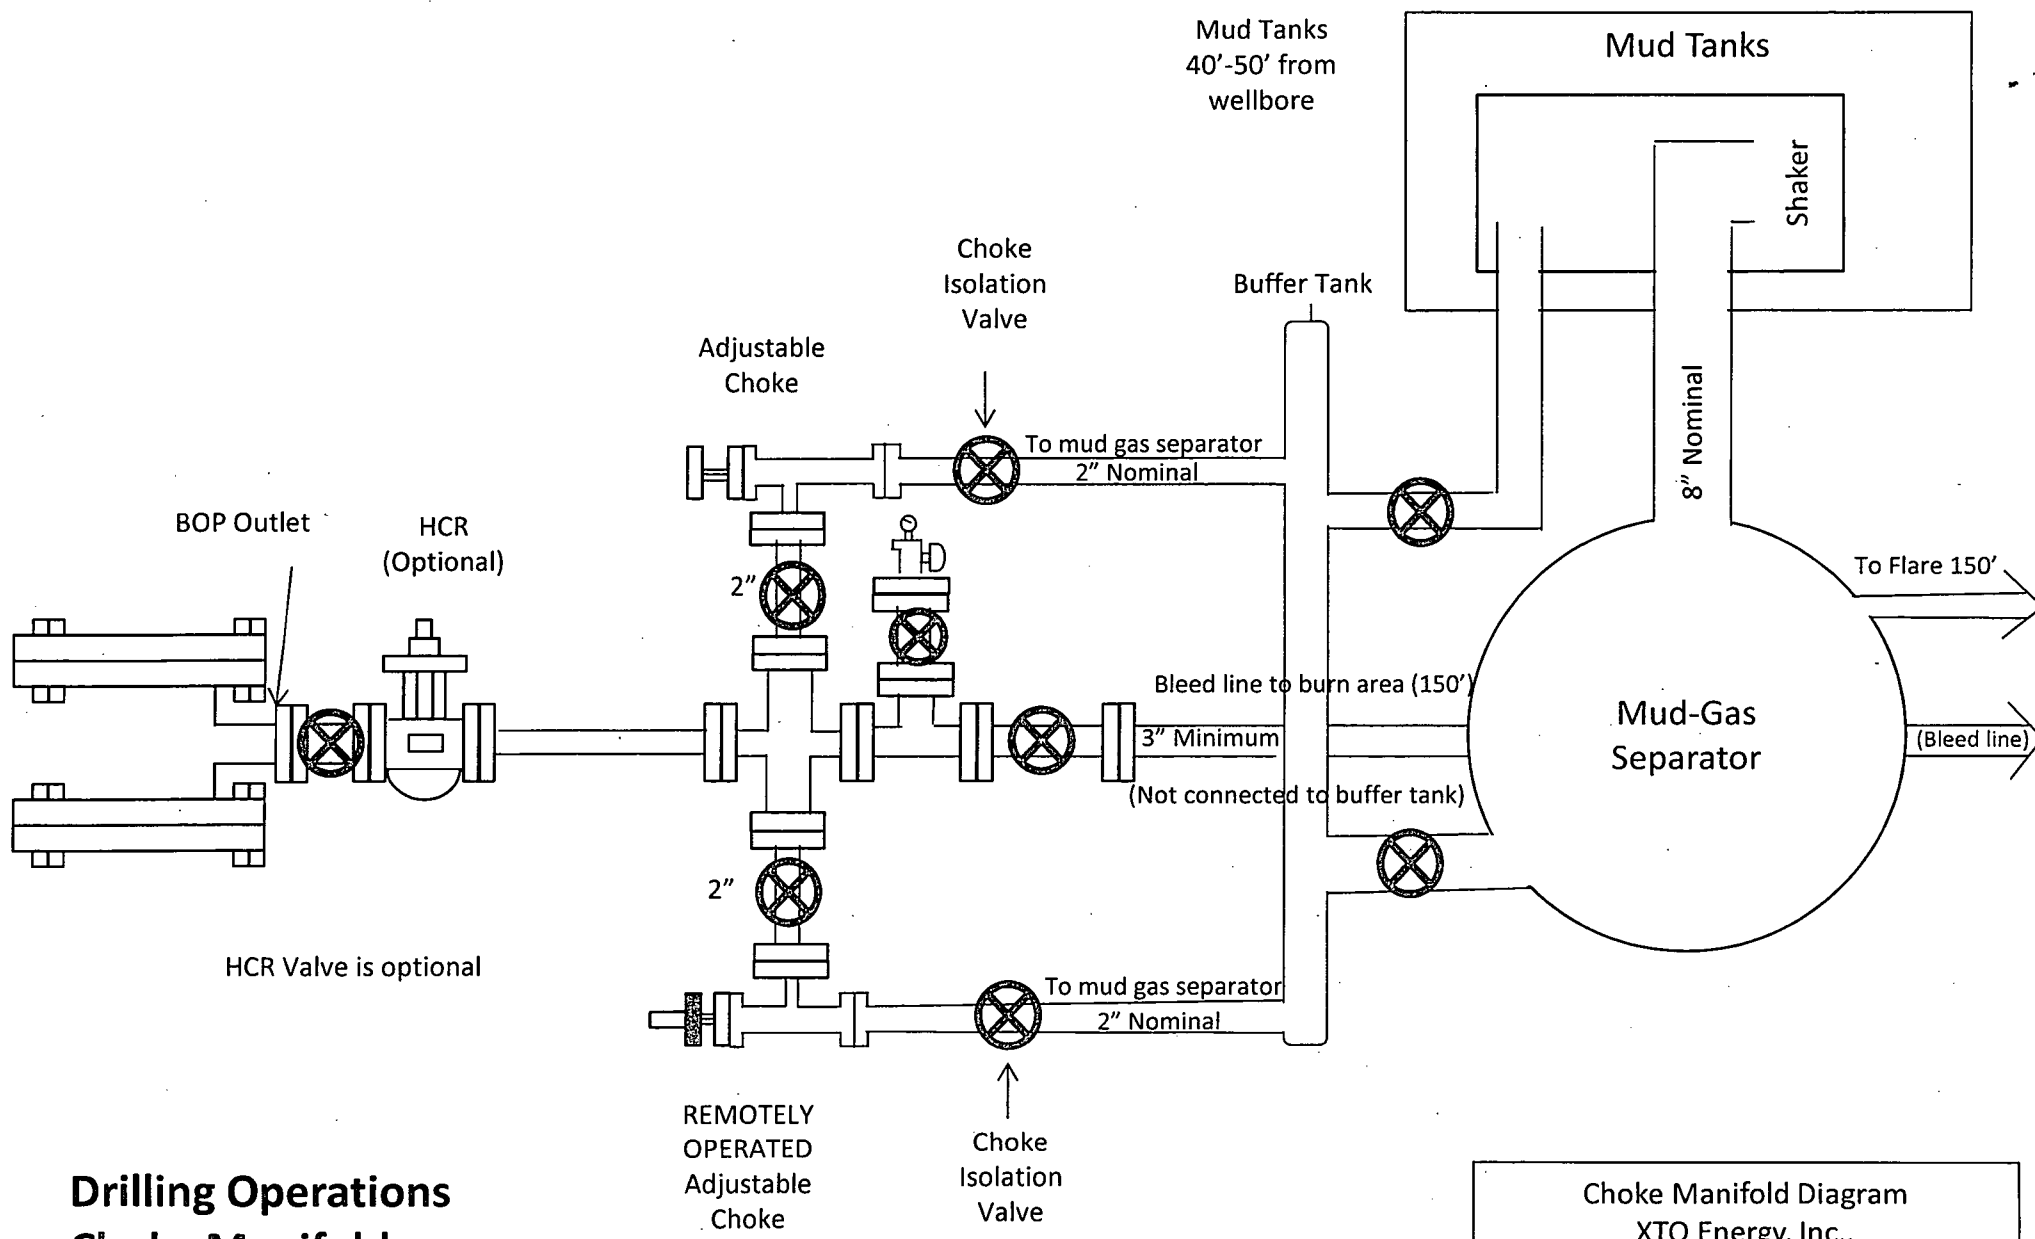 Mud Tanks
40’-50’ from
wellbore
Mud Tanks
Shaker
Choke
Isolation
Valve
Buffer Tank
Adjustable
Choke
8” Nominal
To mud gas separator
2” Nominal
BOP Outlet
HCR
(Optional)
2”
To Flare 150’
Bleed line to burn area (150’)
3” Minimum
(Not connected to buffer tank)
Mud-Gas
Separator
(Bleed line)
2”
HCR Valve is optional
To mud gas separator
2” Nominal
REMOTELY
OPERATED
Adjustable
Choke
Choke
Isolation
Valve
Drilling Operations
Choke Manifold
Choke Manifold Diagram
XTO Energy, Inc.